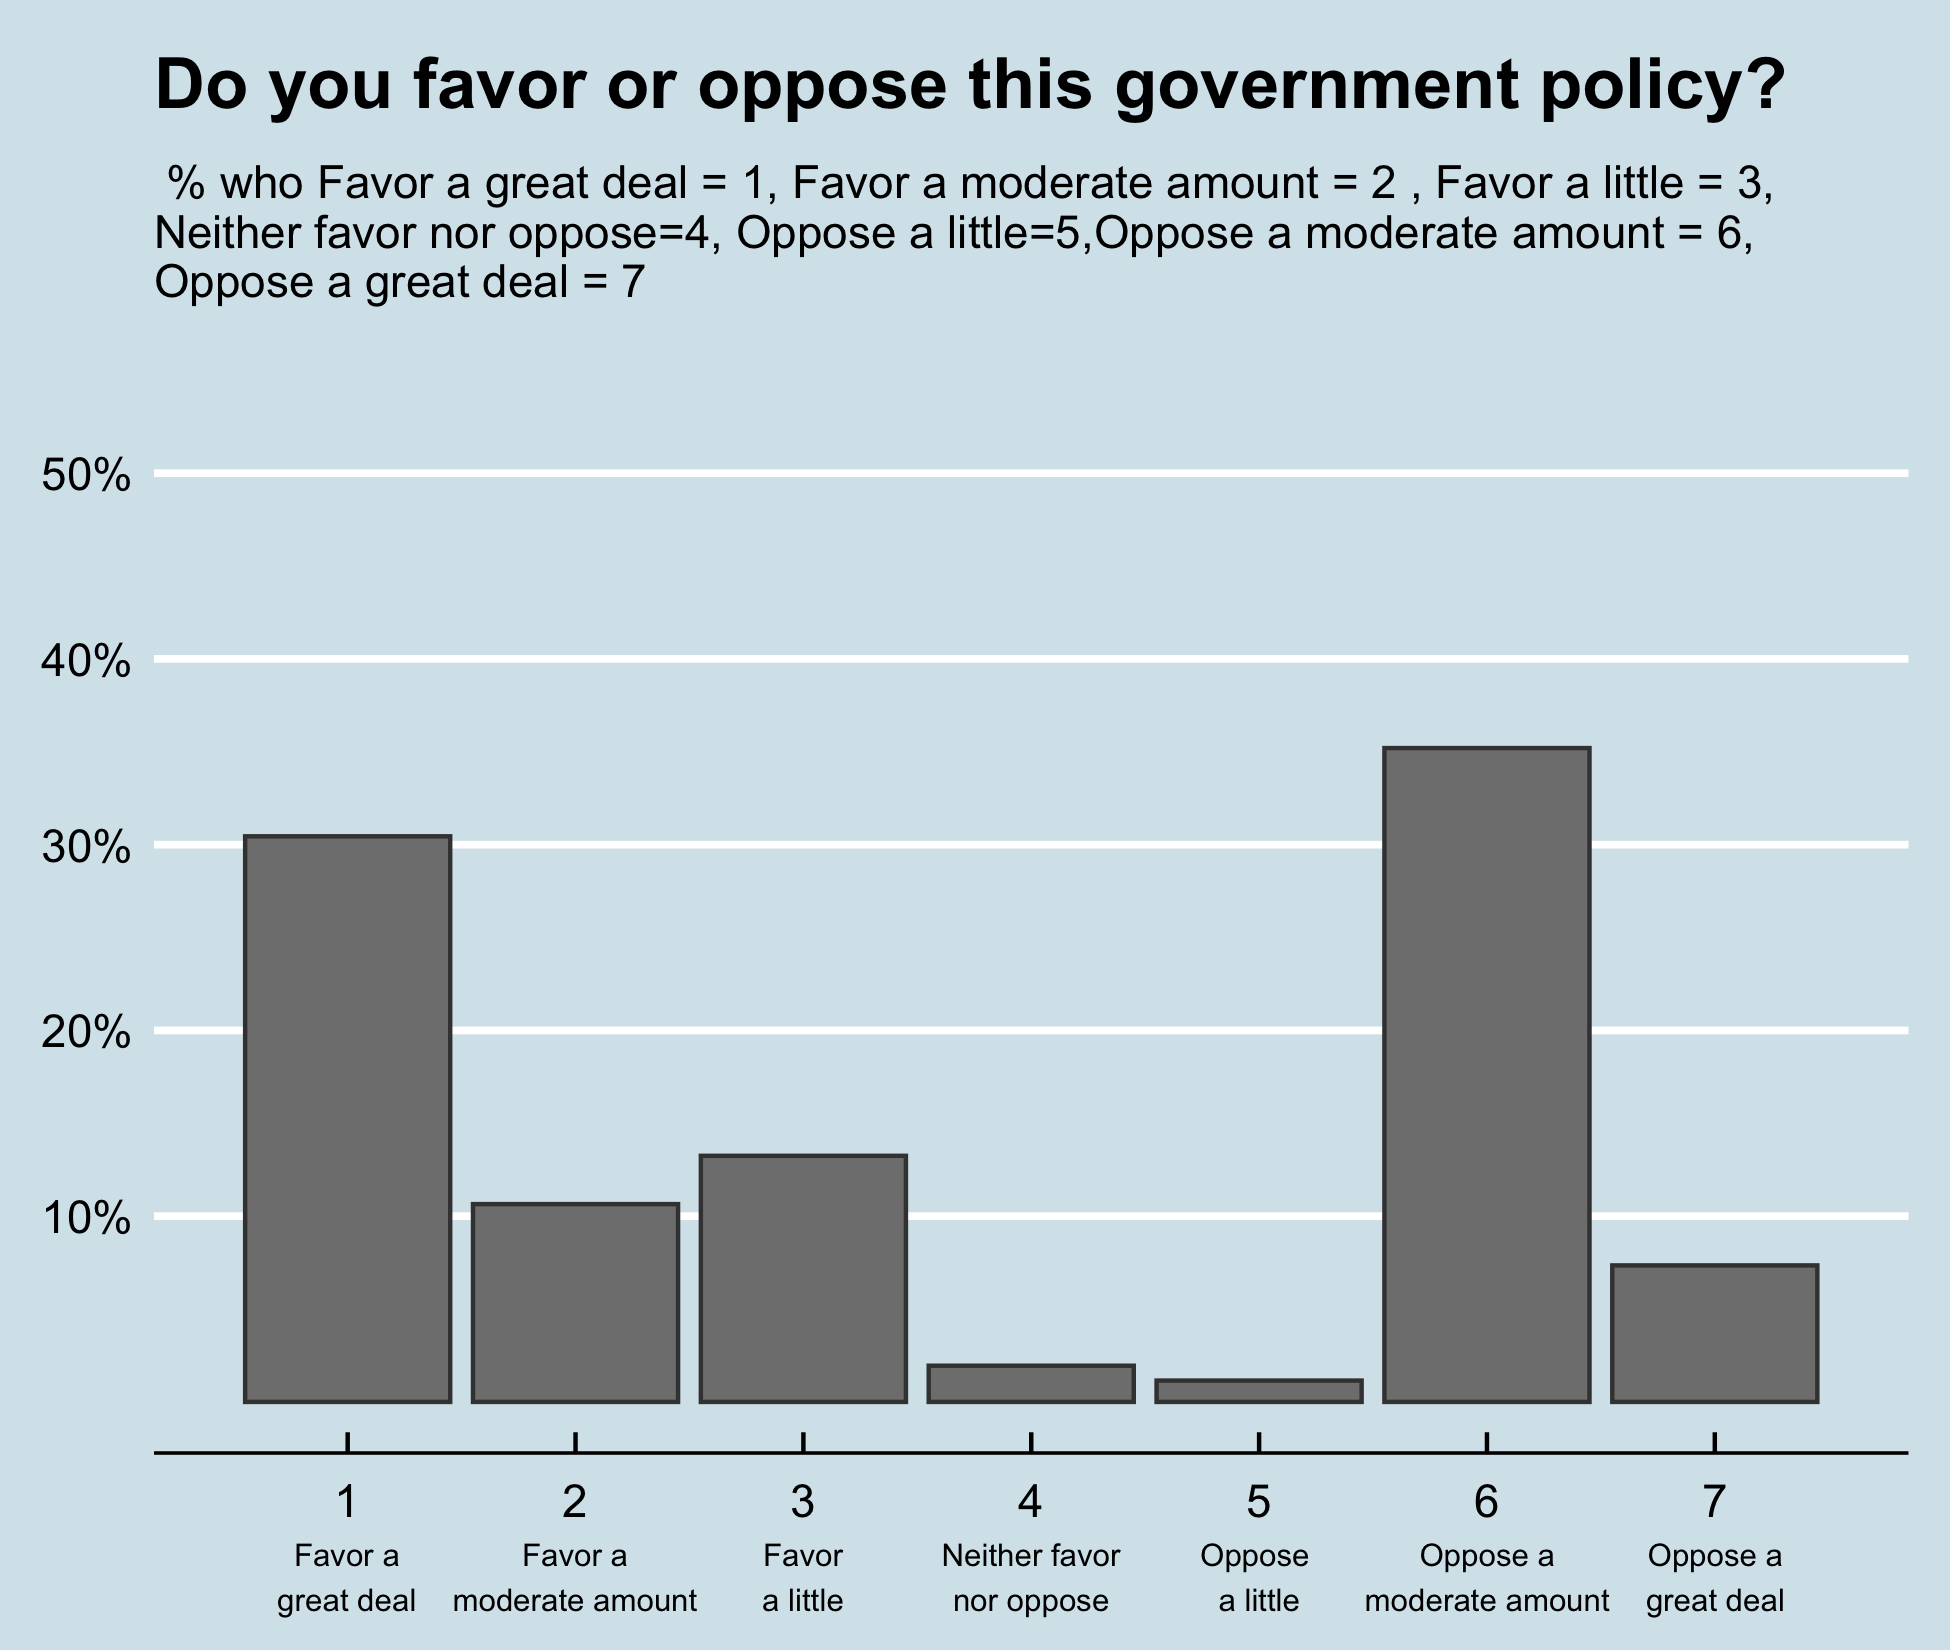 Do you favor or oppose this government policy?
% who Favor a great deal = 1, Favor a moderate amount = 2 , Favor a little = 3,
Neither favor nor oppose=4, Oppose a little=5,Oppose a moderate amount = 6,
Oppose a great deal = 7
50%
40%
30%
20%
10%
1 2 3 4 5 6 7
Favor a Favor a Favor Neither favor Oppose Oppose a Oppose a
great deal moderate amount a little nor oppose a little moderate amount great deal